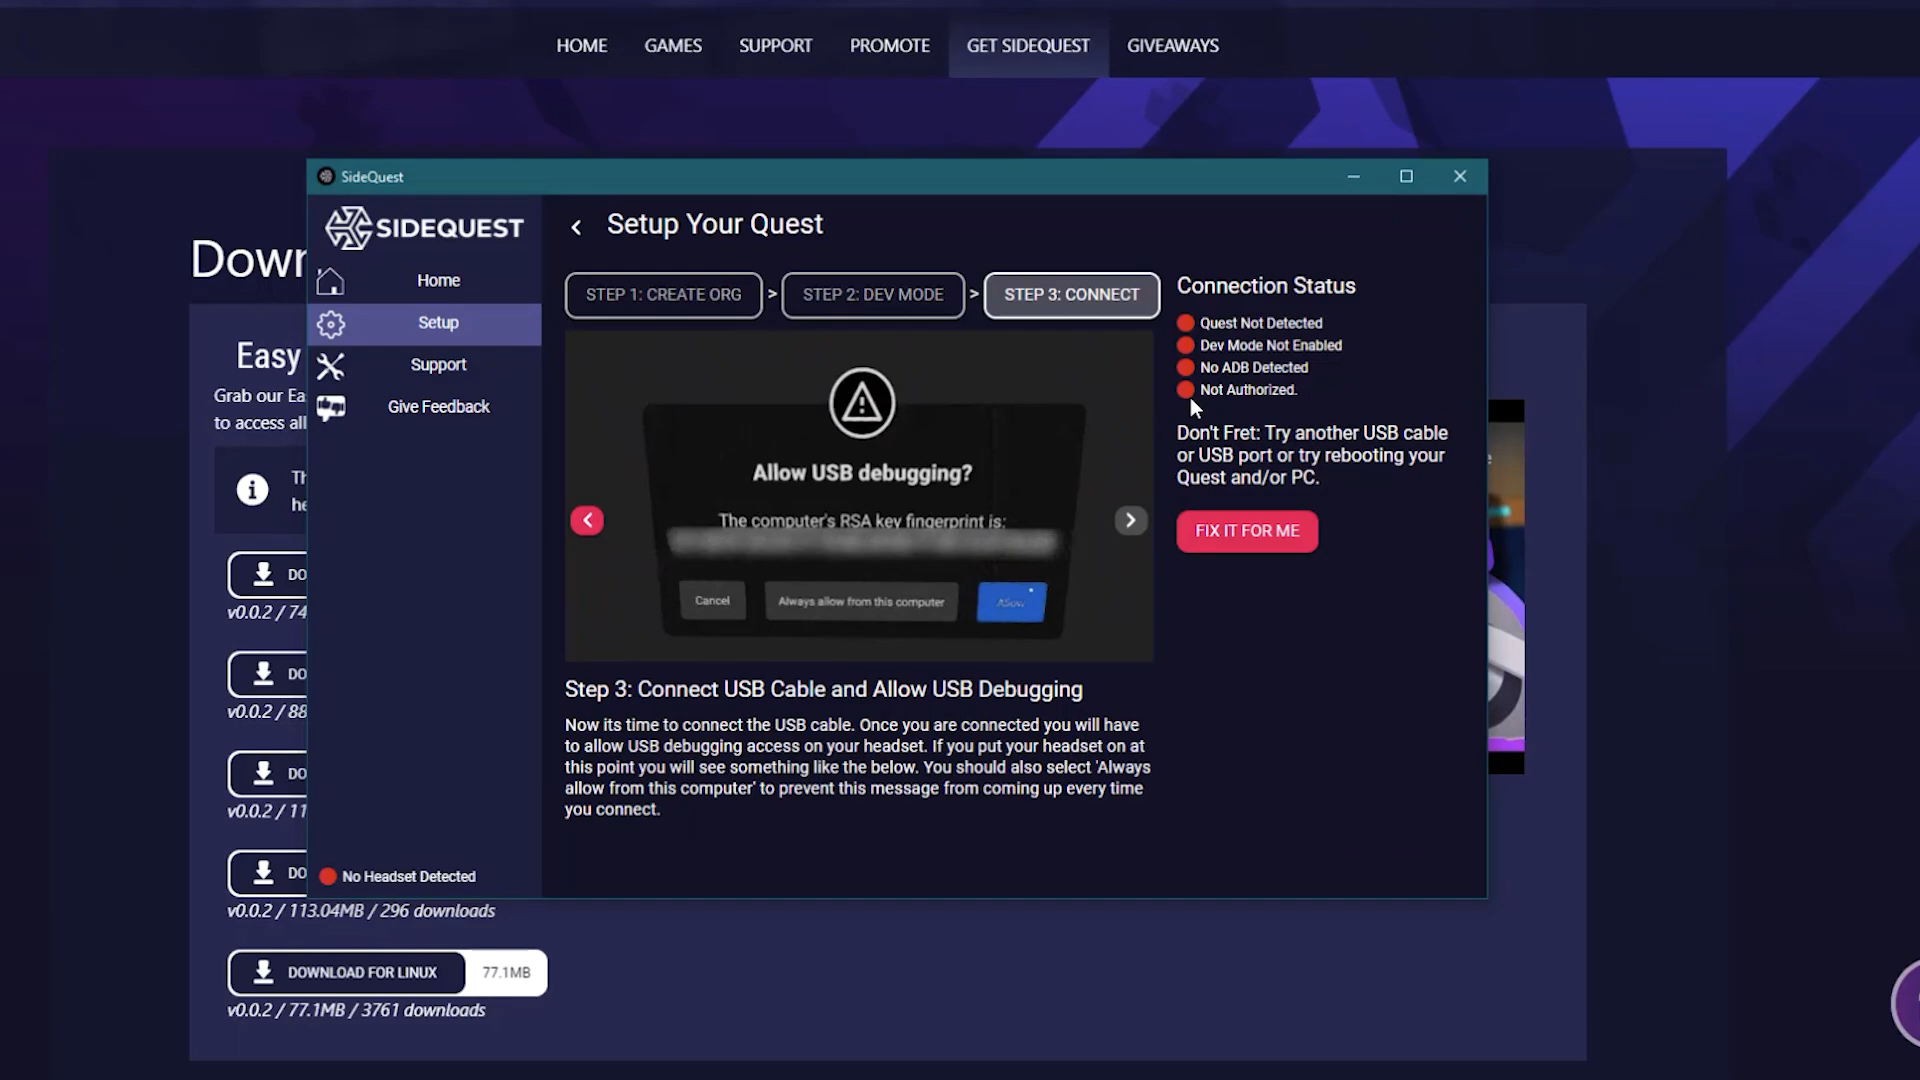 HOME GAMES SUPPORT PROMOTE GET SIDEQUEST GIVEAWAYS
SideQuest
SIDEQUEST
Home
Setup
Support
Give Feedback
No Headset Detected
Setup Your Quest
STEP 1: CREATE ORG > STEP 2: DEV MODE > STEP 3: CONNECT
Allow USB debugging?
The computer's RSA key fingerprint is:
Cancel Always allow from this computer Allow
Step 3: Connect USB Cable and Allow USB Debugging
Now its time to connect the USB cable. Once you are connected you will have
to allow USB debugging access on your headset. If you put your headset on at
this point you will see something like the below. You should also select 'Always
allow from this computer' to prevent this message from coming up every time
you connect.
Connection Status
Quest Not Detected
Dev Mode Not Enabled
No ADB Detected
Not Authorized.
Don't Fret: Try another USB cable
or USB port or try rebooting your
Quest and/or PC.
FIX IT FOR ME
Easy
Grab our
to access all
v0.0.2 /
v0.0.2 /
v0.0.2 /
v0.0.2 / 113.04MB / 296 downloads
DOWNLOAD FOR LINUX 77.1MB
v0.0.2 / 77.1MB / 3761 downloads